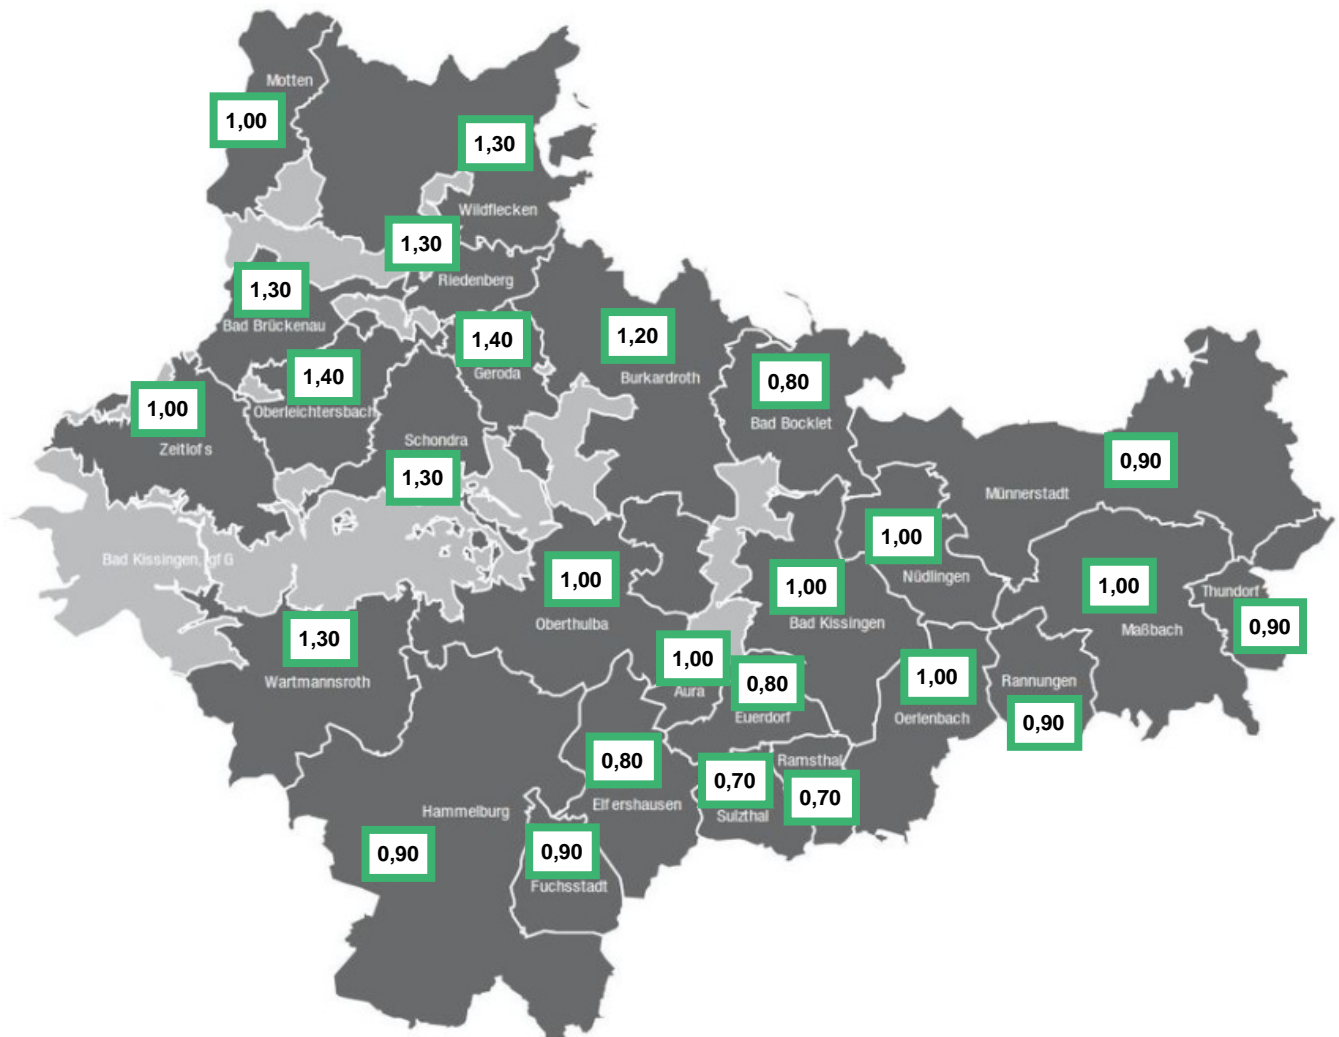 Motten
1,00
1,30
Wildflecken
1,30
Riedenberg
1,30
Bad Brückenau
1,40
Geroda
1,20
Burkardroth
1,40
Oberleichtersbach
0,80
Bad Bocklet
1,00
Zeitlofs
Schondra
1,30
0,90
Münnerstadt
1,00
Nüdlingen
Bad Kissingen, gf G
1,00
Oberthulba
1,00
Bad Kissingen
1,00
Maßbach
Thundorf
0,90
1,30
Wartmannsroth
1,00
Aura
0,80
Euerdorf
1,00
Oerlenbach
Rannungen
0,90
0,80
Elfershausen
0,70
Sulzthal
Ramsthal
0,70
Hammelburg
0,90
0,90
Fuchsstadt